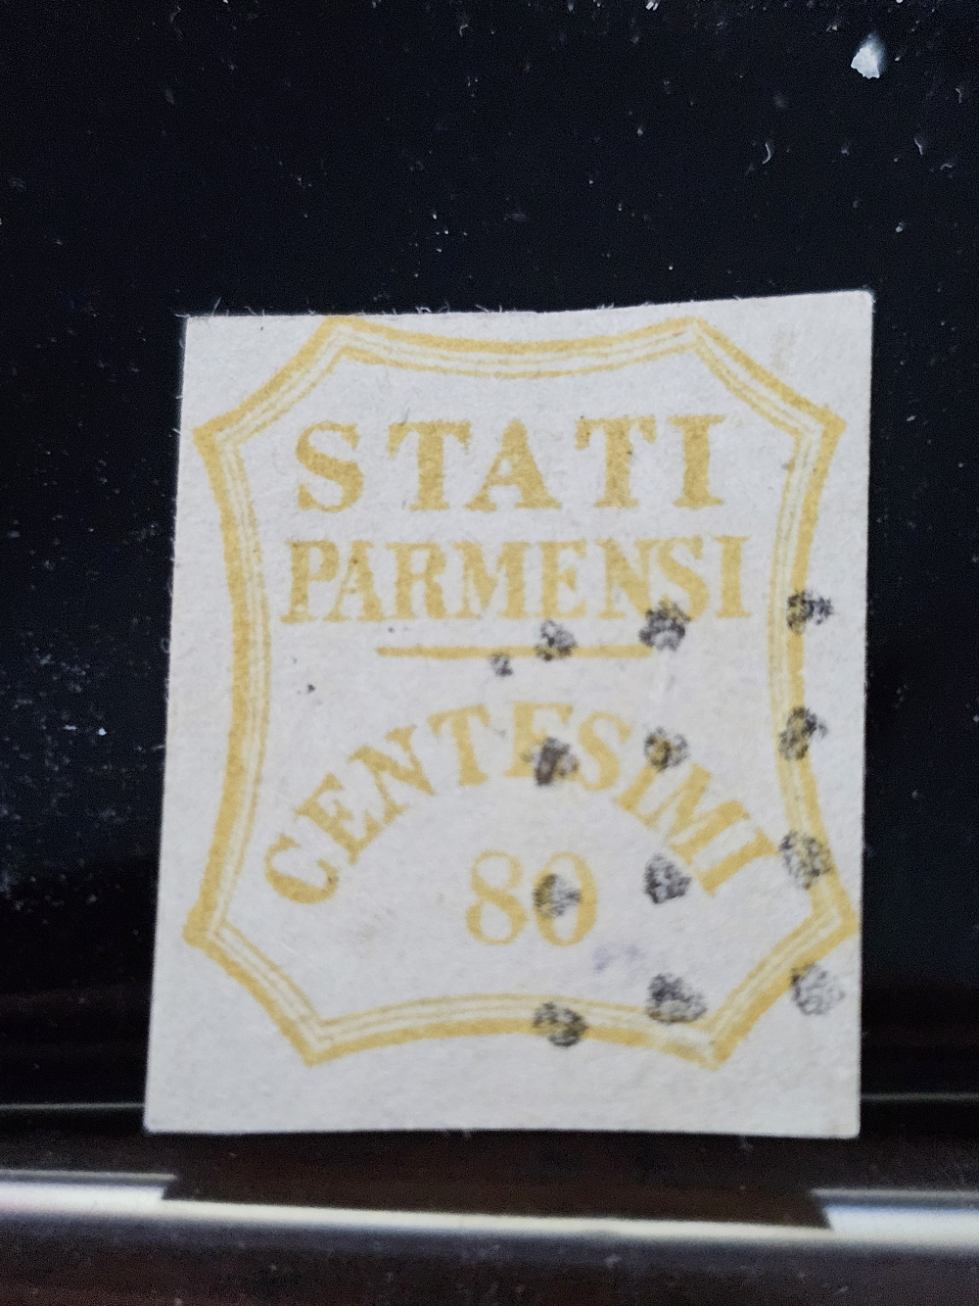 STATI
PARMENSI
CENTESIMI
80